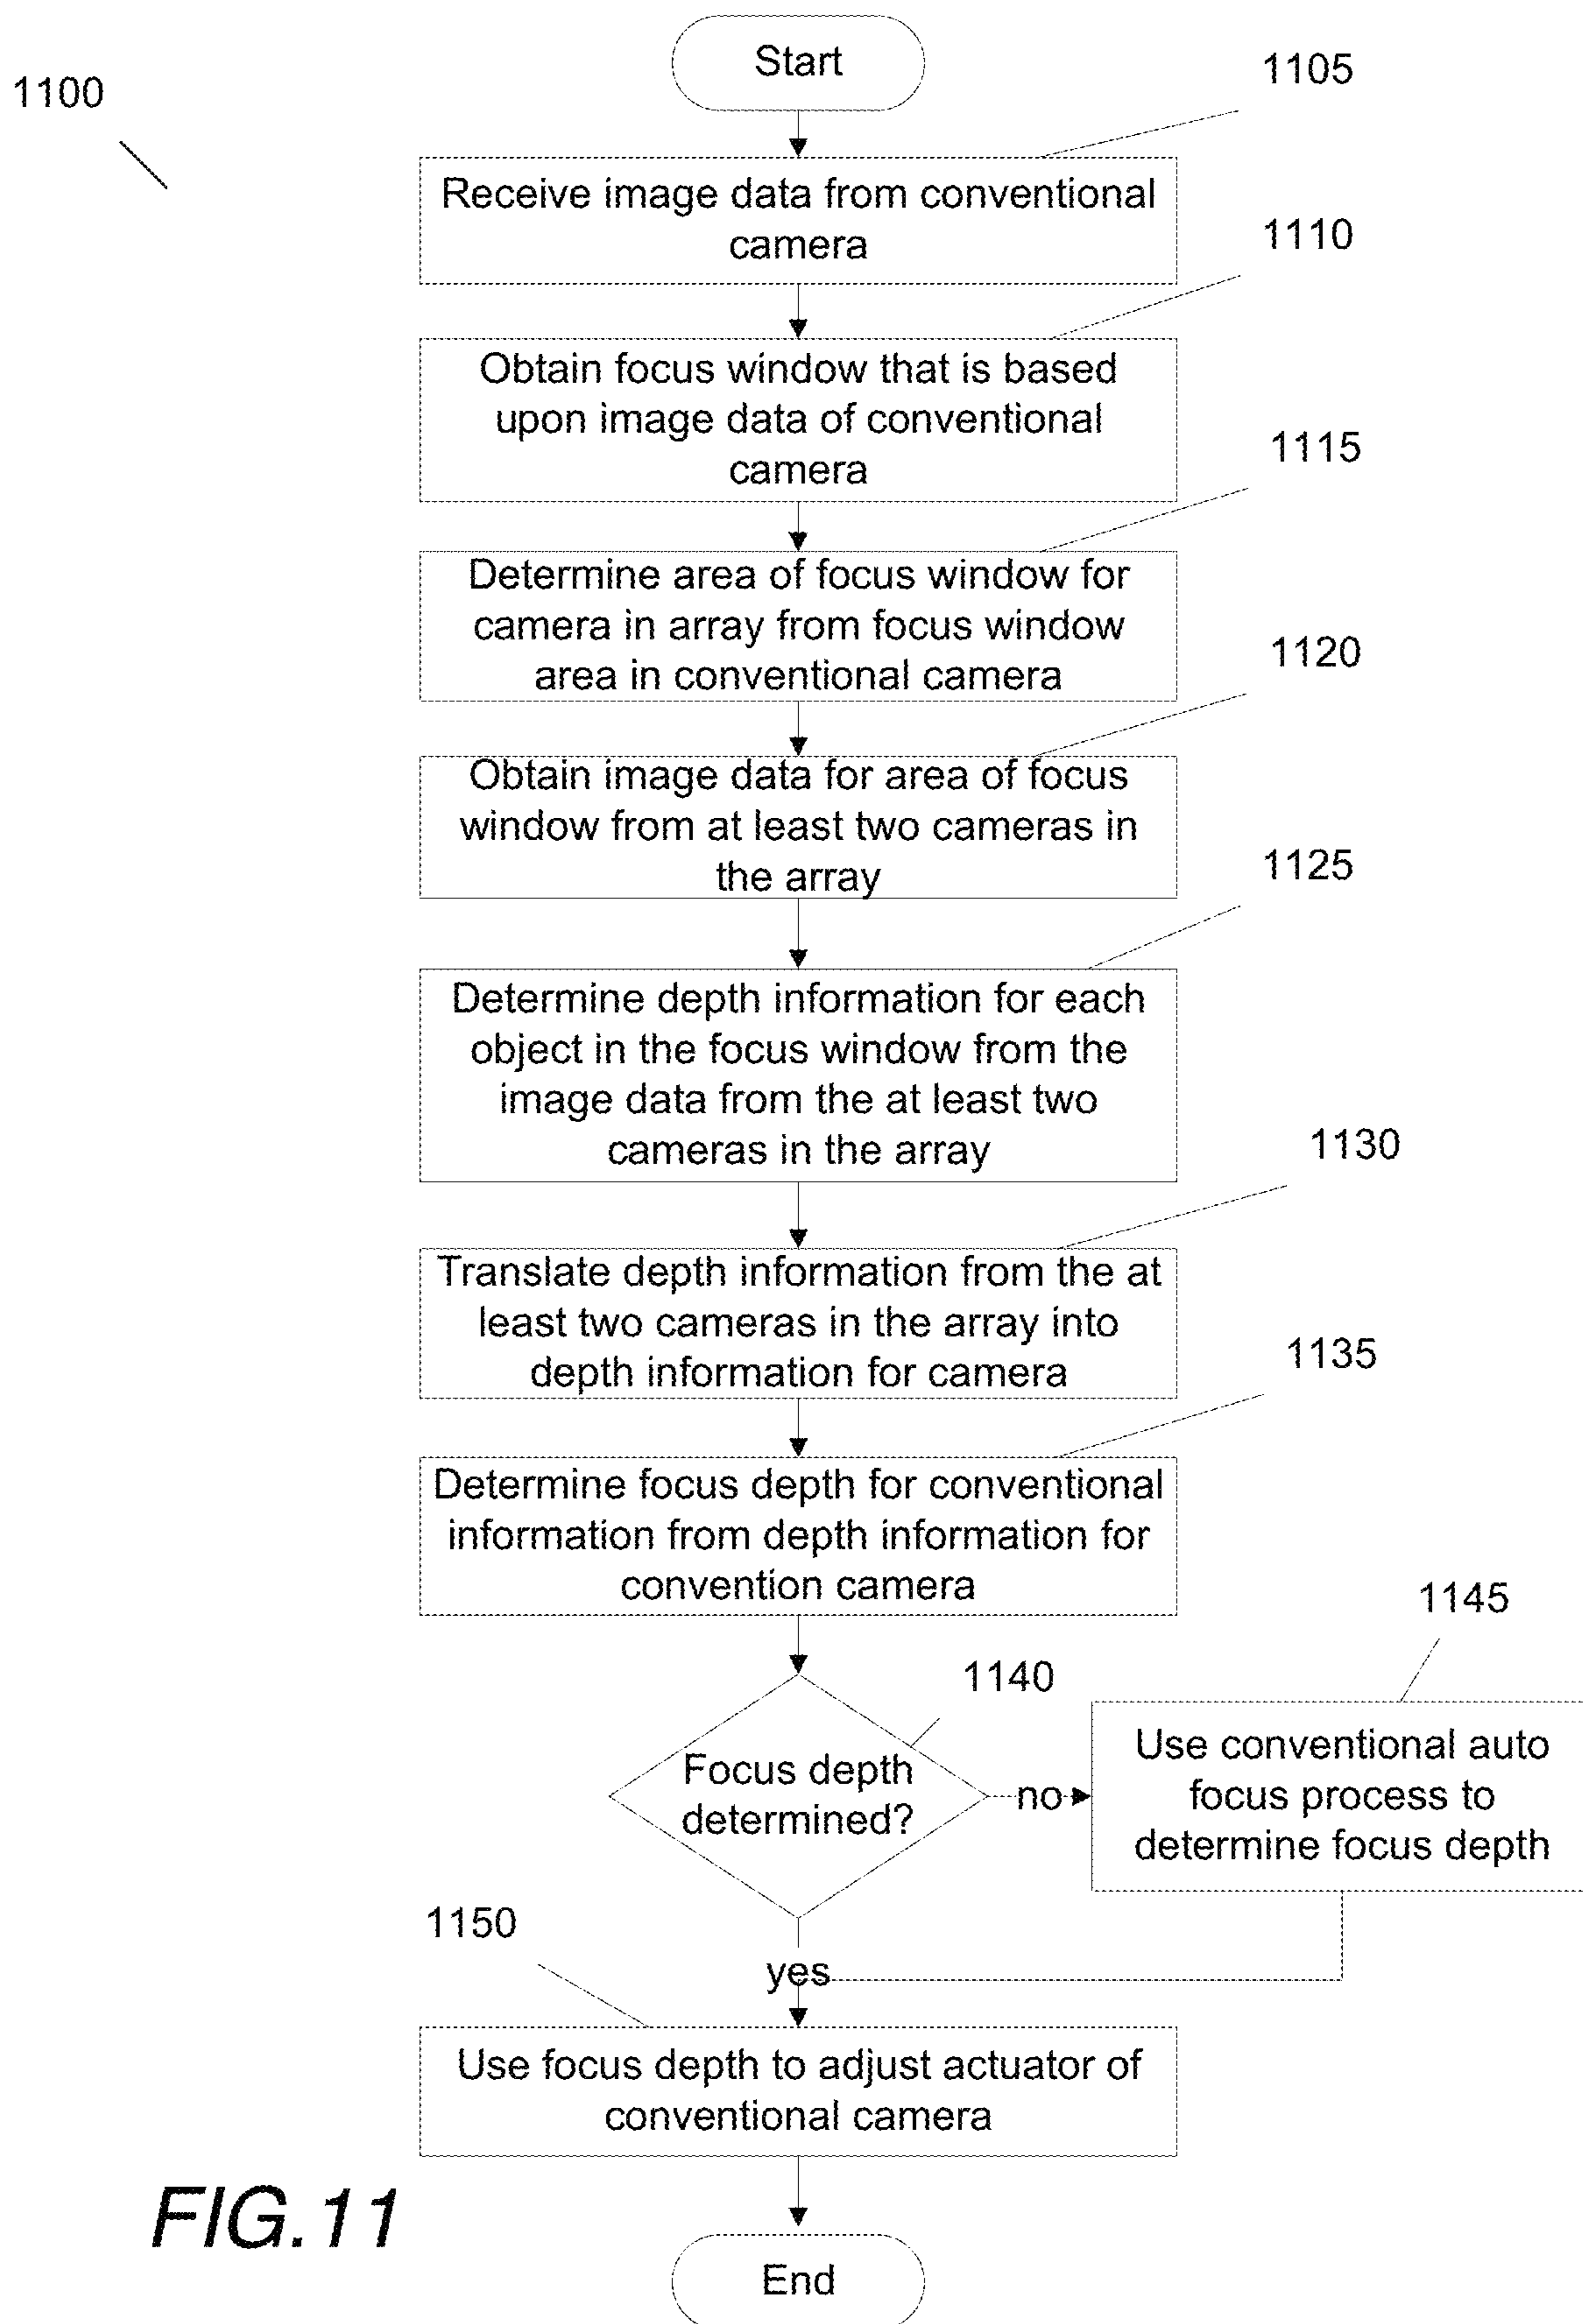 Start
1100
1105
Receive image data from conventional
camera
1110
Obtain focus window that is based
upon image data of conventional
camera
1115
Determine area of focus window for
camera in array from focus window
area in conventional camera
1120
Obtain image data for area of focus
window from at least two cameras in
the array
1125
Determine depth information for each
object in the focus window from the
image data from the at least two
cameras in the array
1130
Translate depth information from the at
least two cameras in the array into
depth information for camera
1135
Determine focus depth for conventional
information from depth information for
convention camera
1140
Focus depth
determined?
no
1145
Use conventional auto
focus process to
determine focus depth
yes
1150
Use focus depth to adjust actuator of
conventional camera
End
FIG.11